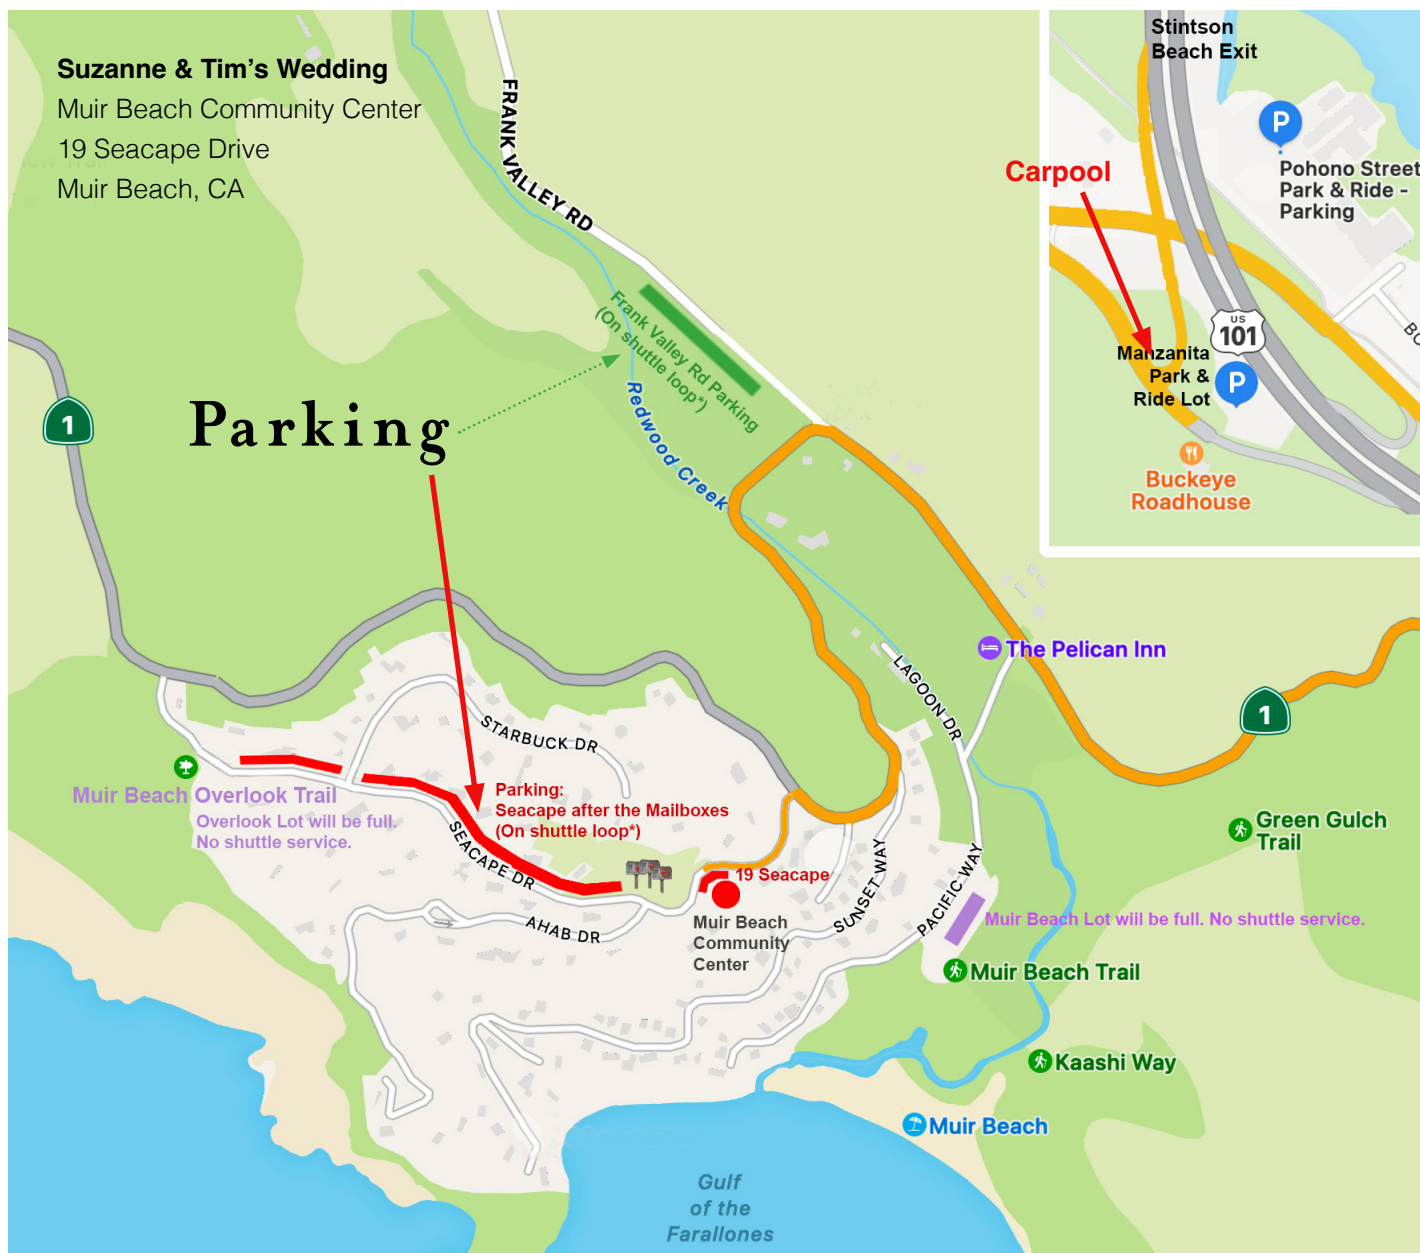 Suzanne & Tim's Wedding
Muir Beach Community Center
19 Seacape Drive
Muir Beach, CA
FRANK VALLEY RD
Stintson
Beach Exit
P
Pohono Street
Park & Ride -
Parking
Carpool
US
101
Manzanita
Park &
Ride Lot
P
Buckeye
Roadhouse
Frank Valley Rd Parking
(On shuttle loop*)
Parking
1
Redwood Creek
The Pelican Inn
LAGOON DR
1
STARBUCK DR
Muir Beach Overlook Trail
Overlook Lot will be full.
No shuttle service.
Parking:
Seacape after the Mailboxes
(On shuttle loop*)
SEACAPE DR
AHAB DR
19 Seacape
Muir Beach
Community
Center
SUNSET WAY
PACIFIC WAY
Green Gulch
Trail
Muir Beach Lot wiil be full. No shuttle service.
Muir Beach Trail
Kaashi Way
Muir Beach
Gulf
of the
Farallones